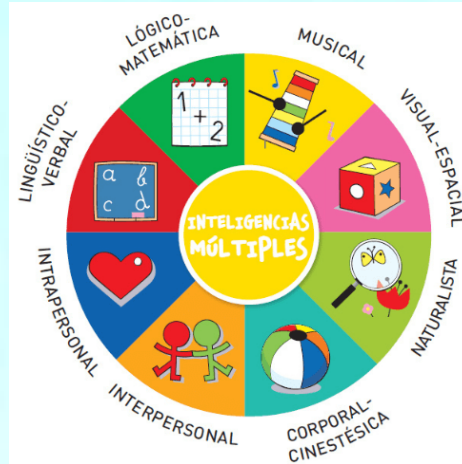 LÓGICO-
MATEMÁTICA
MUSICAL
VISUAL-ESPACIAL
NATURALISTA
CORPORAL-
CINESTÉSICA
INTERPERSONAL
INTRAPERSONAL
LINGÜÍSTICO-
VERBAL
1
+
2
a b
c d
INTELIGENCIAS
MÚLTIPLES